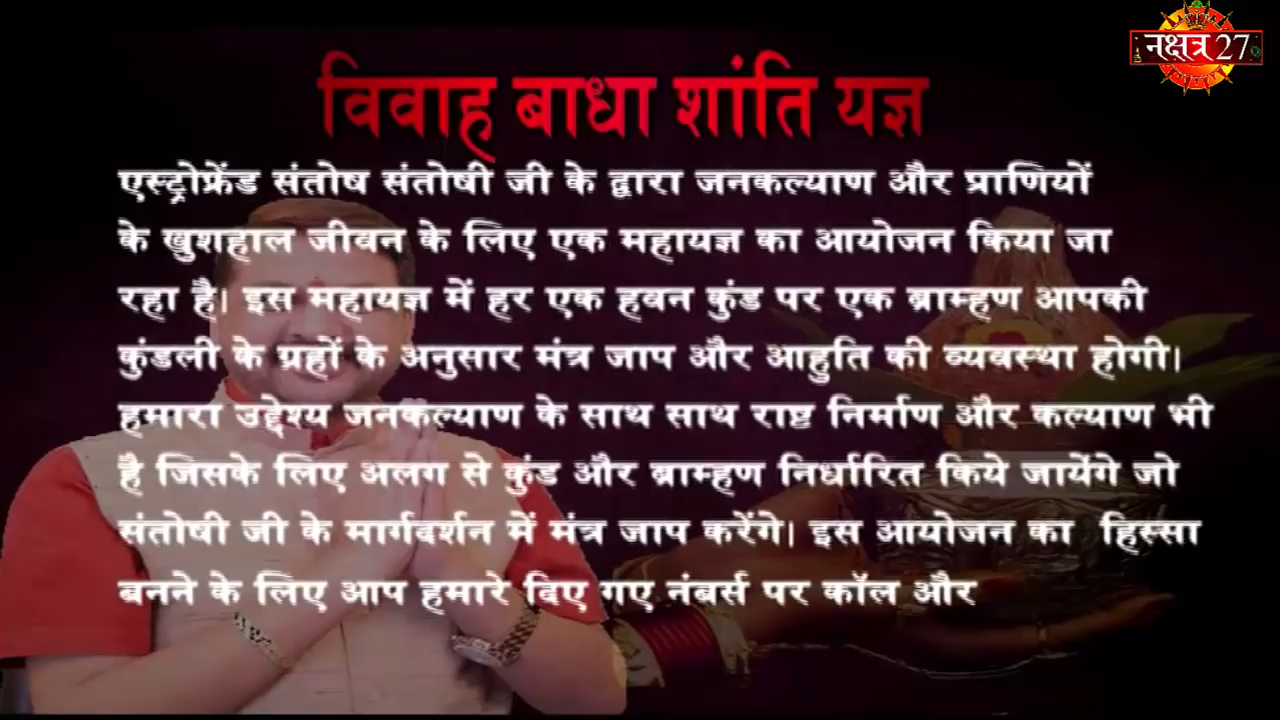 नक्षत्र 27
विवाह बाधा शांति यज्ञ
एस्ट्रोफ्रेंड संतोष संतोषी जी के द्वारा जनकल्याण और प्राणियों
के खुशहाल जीवन के लिए एक महायज्ञ का आयोजन किया जा
रहा है। इस महायज्ञ में हर एक हवन कुंड पर एक ब्राम्हण आपकी
कुंडली के ग्रहों के अनुसार मंत्र जाप और आहुति की व्यवस्था होगी।
हमारा उद्देश्य जनकल्याण के साथ साथ राष्ट निर्माण और कल्याण भी
है जिसके लिए अलग से कुंड और ब्राम्हण निर्धारित किये जायेंगे जो
संतोषी जी के मार्गदर्शन में मंत्र जाप करेंगे। इस आयोजन का हिस्सा
बनने के लिए आप हमारे दिए गए नंबर्स पर कॉल और